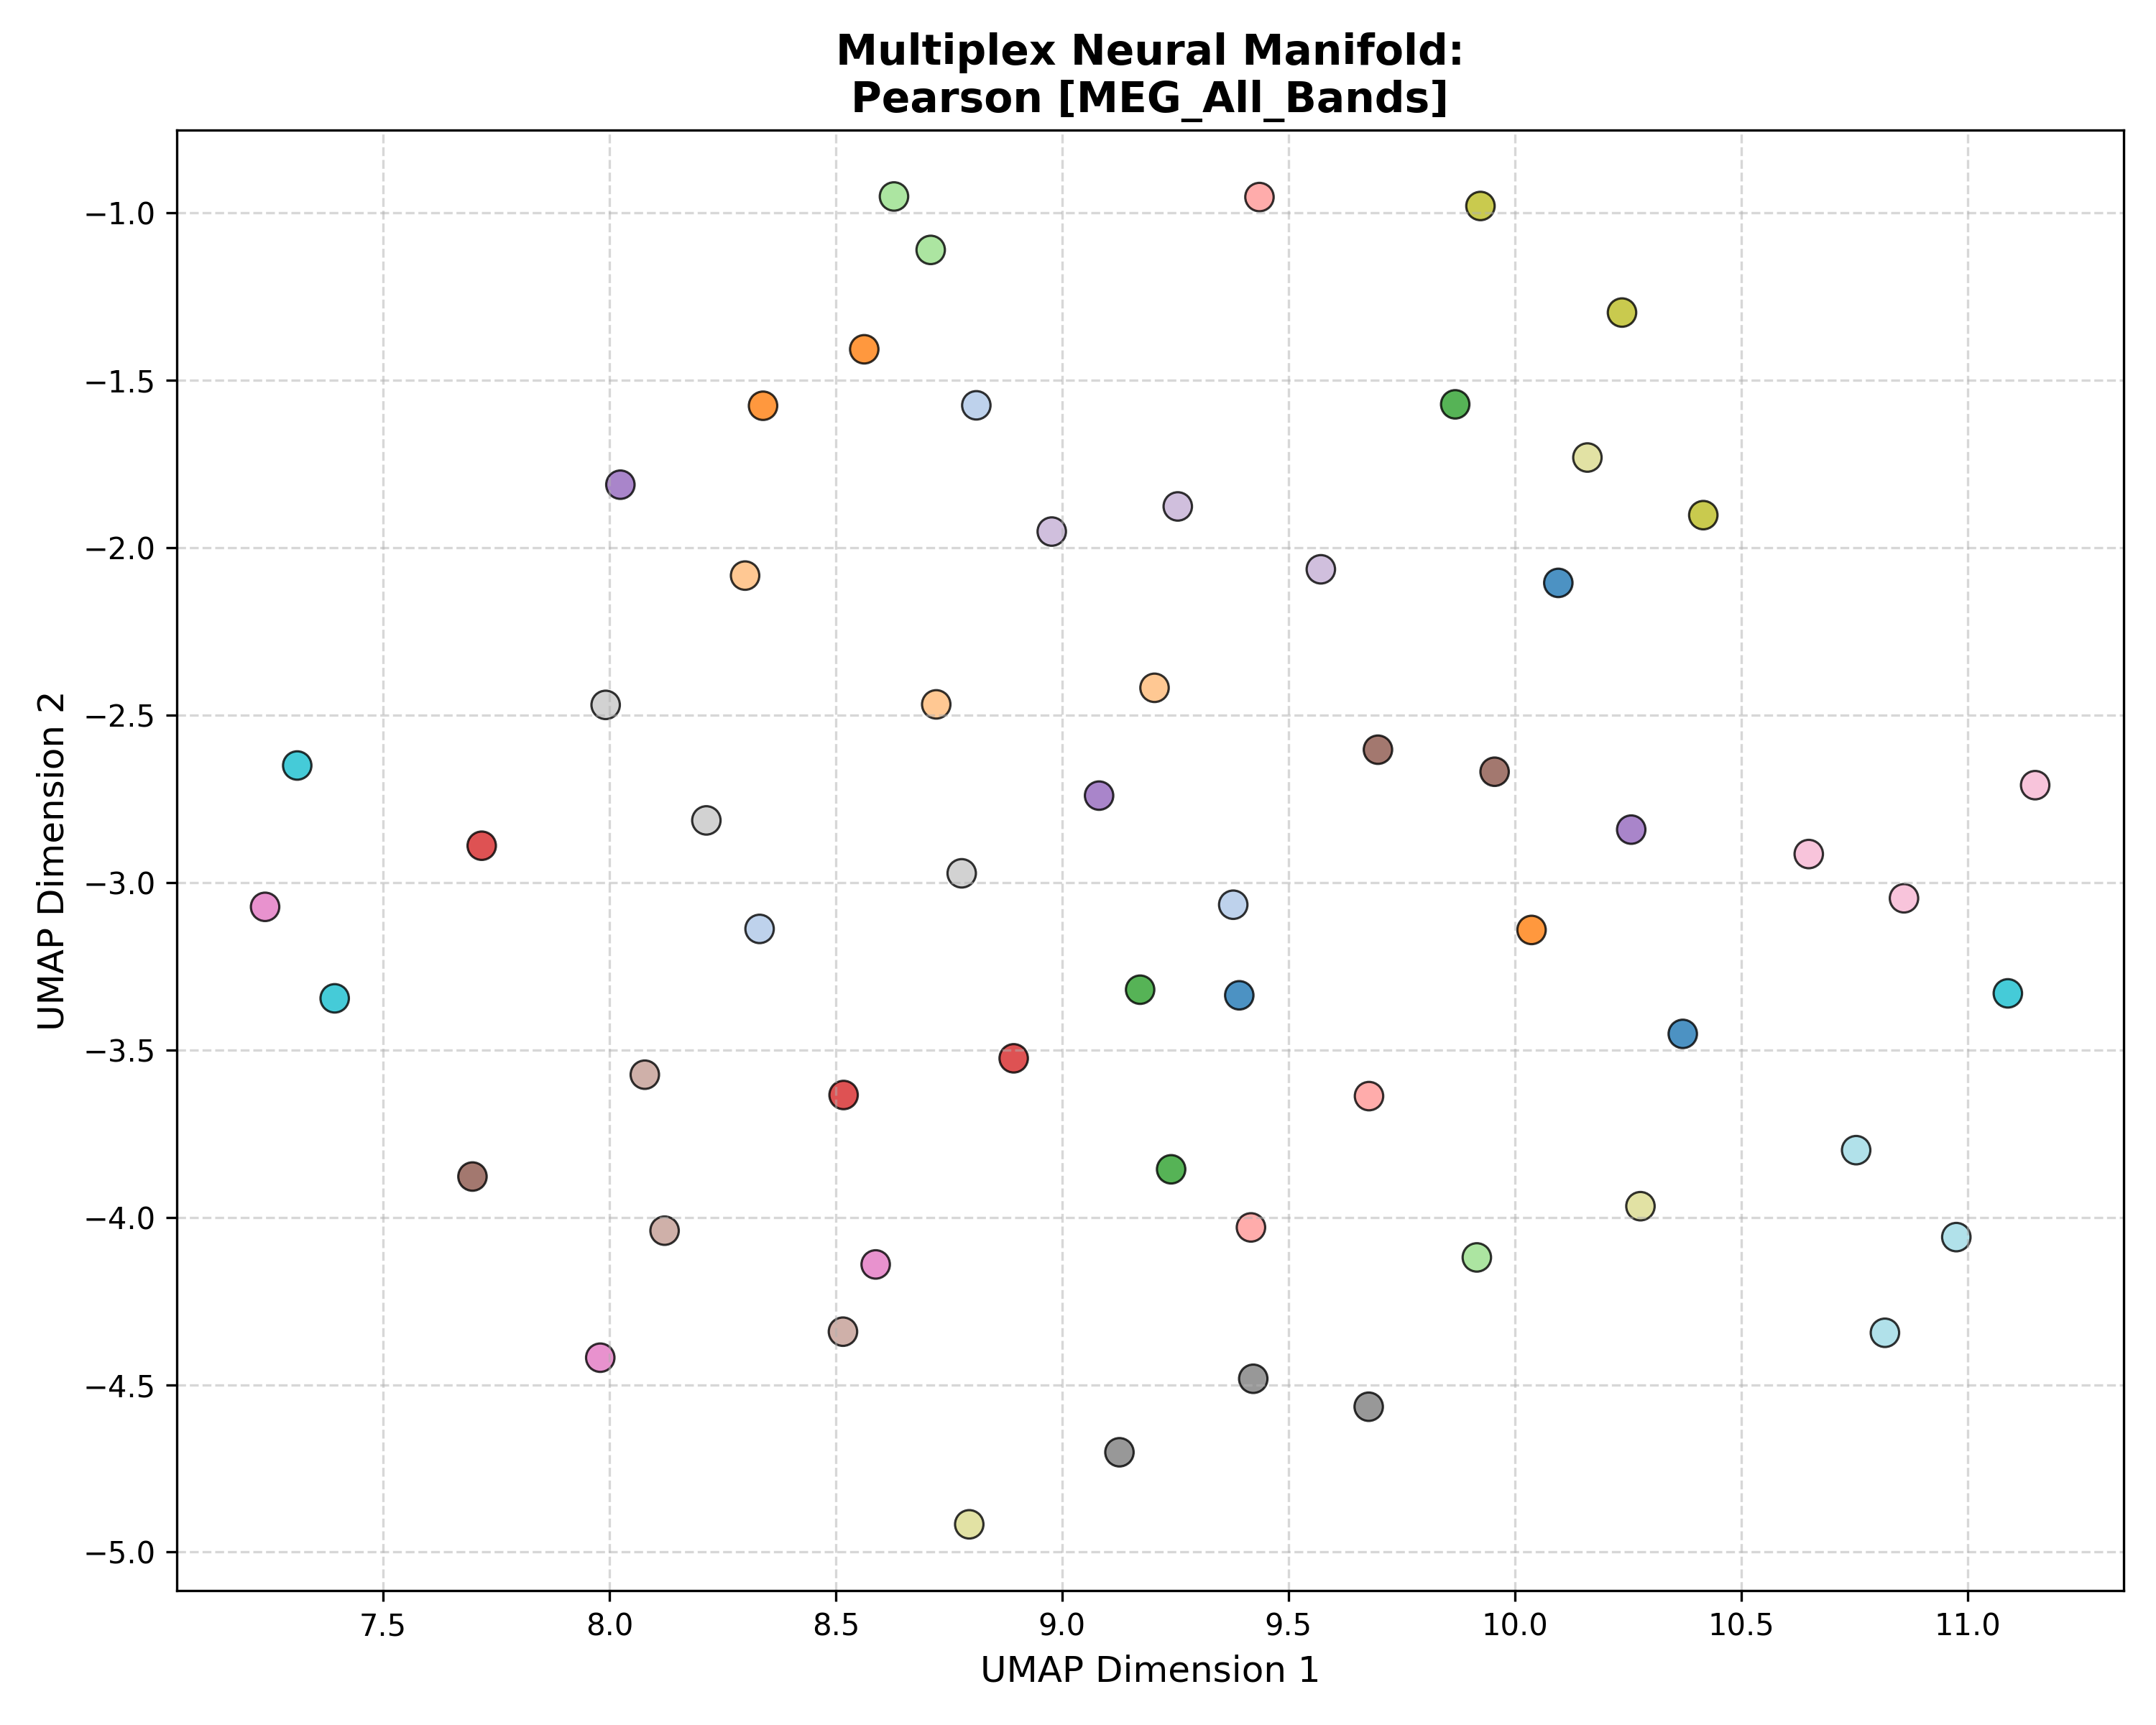 Multiplex Neural Manifold:
Pearson [MEG_All_Bands]
−1.0
−1.5
−2.0
−2.5
−3.0
−3.5
−4.0
−4.5
−5.0
UMAP Dimension 2
7.5 8.0 8.5 9.0 9.5 10.0 10.5 11.0
UMAP Dimension 1